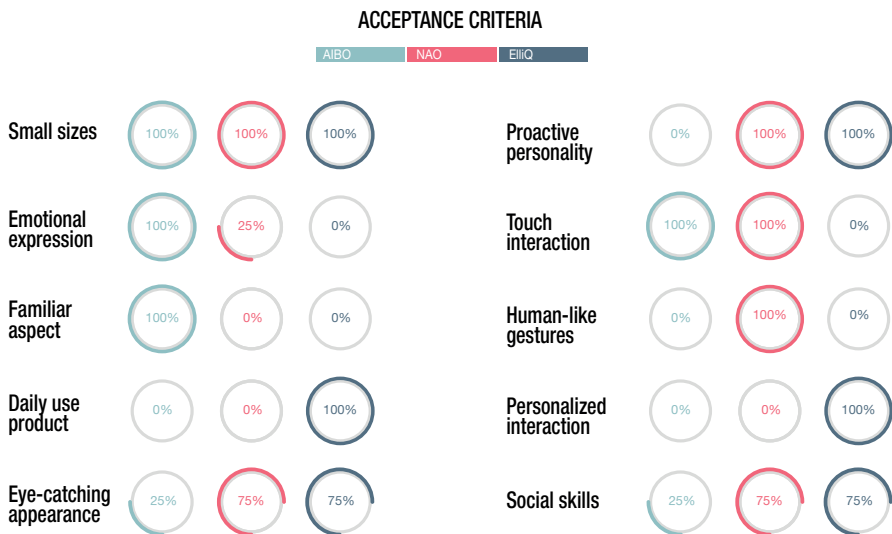 ACCEPTANCE CRITERIA
AIBO NAO ElliQ
Small sizes
100% 100% 100%
Emotional
expression
100% 25% 0%
Familiar
aspect
100% 0% 0%
Daily use
product
0% 0% 100%
Eye-catching
appearance
25% 75% 75%
Proactive
personality
0% 100% 100%
Touch
interaction
100% 100% 0%
Human-like
gestures
0% 100% 0%
Personalized
interaction
0% 0% 100%
Social skills
25% 75% 75%